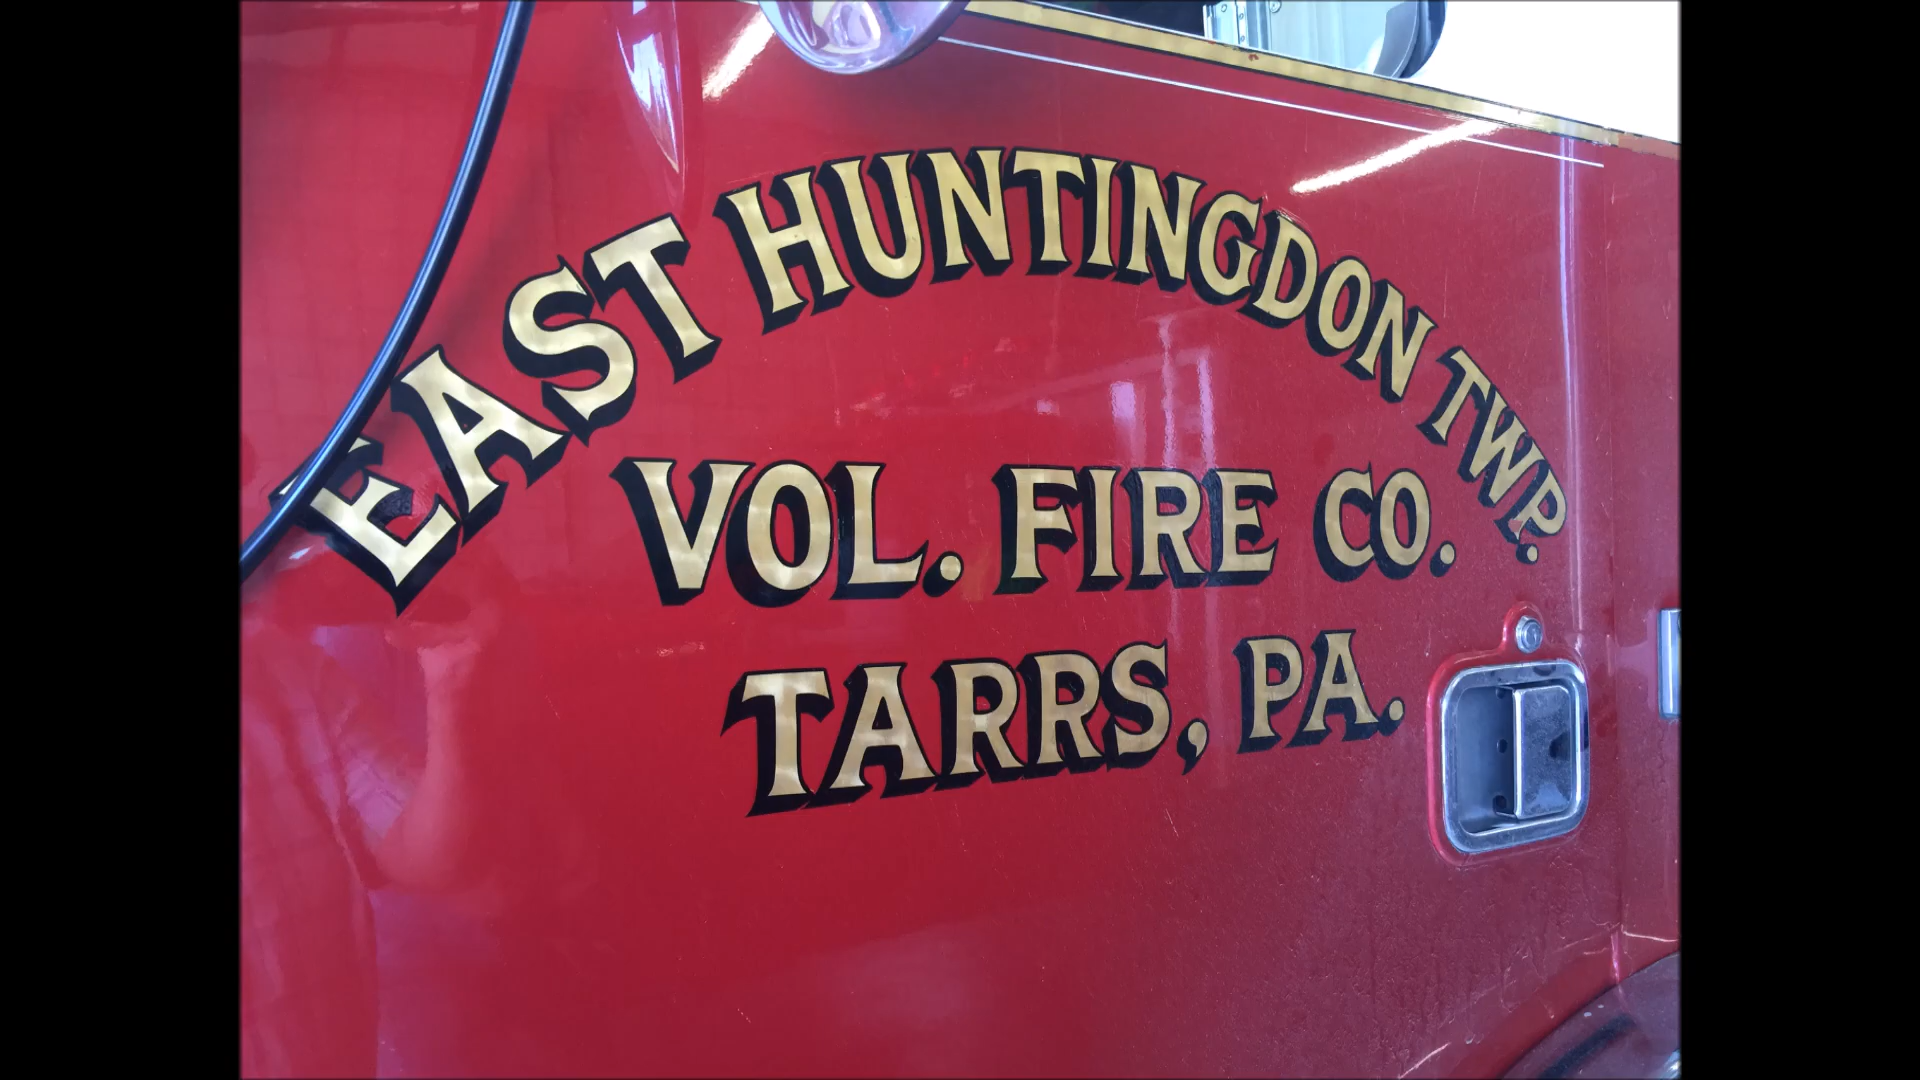 EAST HUNTINGDON TWP.
VOL. FIRE CO.
TARRS, PA.